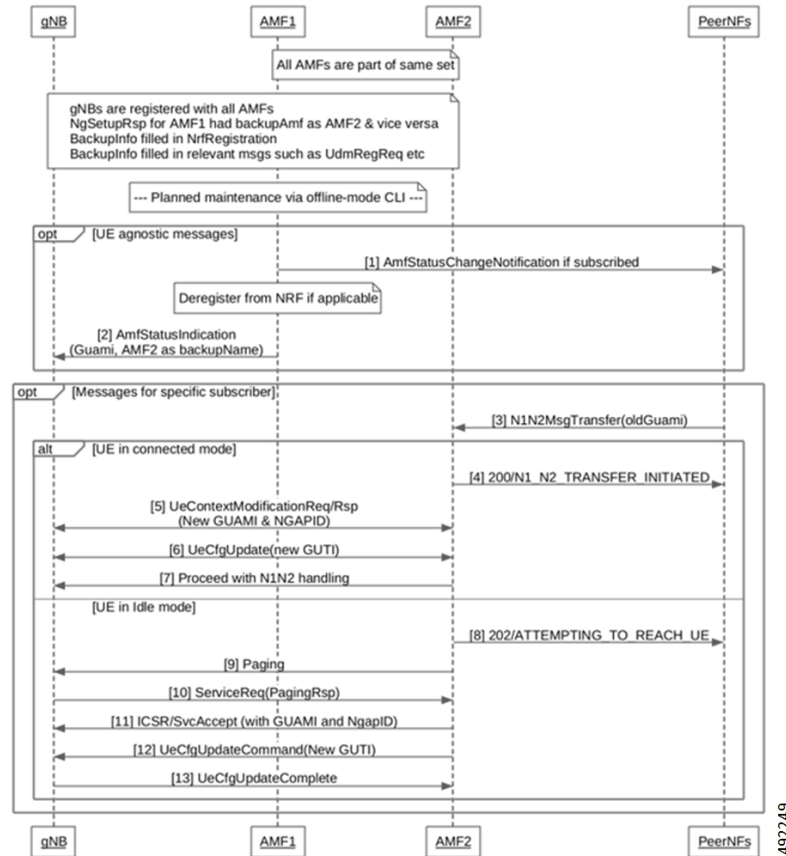 gNB AMF1 AMF2 PeerNFs
All AMFs are part of same set
gNBs are registered with all AMFs
NgSetupRsp for AMF1 had backupAmf as AMF2 & vice versa
BackupInfo filled in NrfRegistration
BackupInfo filled in relevant msgs such as UdmRegReq etc
--- Planned maintenance via offline-mode CLI ---
opt [UE agnostic messages]
[1] AmfStatusChangeNotification if subscribed
Deregister from NRF if applicable
[2] AmfStatusIndication
(Guami, AMF2 as backupName)
opt [Messages for specific subscriber]
[3] N1N2MsgTransfer(oldGuami)
alt [UE in connected mode]
[4] 200/N1_N2_TRANSFER_INITIATED
[5] UeContextModificationReq/Rsp
(New GUAMI & NGAPID)
[6] UeCfgUpdate(new GUTI)
[7] Proceed with N1N2 handling
[UE in Idle mode]
[8] 202/ATTEMPTING_TO_REACH_UE
[9] Paging
[10] ServiceReq(PagingRsp)
[11] ICSR/SvcAccept (with GUAMI and NgapID)
[12] UeCfgUpdateCommand(New GUTI)
[13] UeCfgUpdateComplete
gNB AMF1 AMF2 PeerNFs
492249